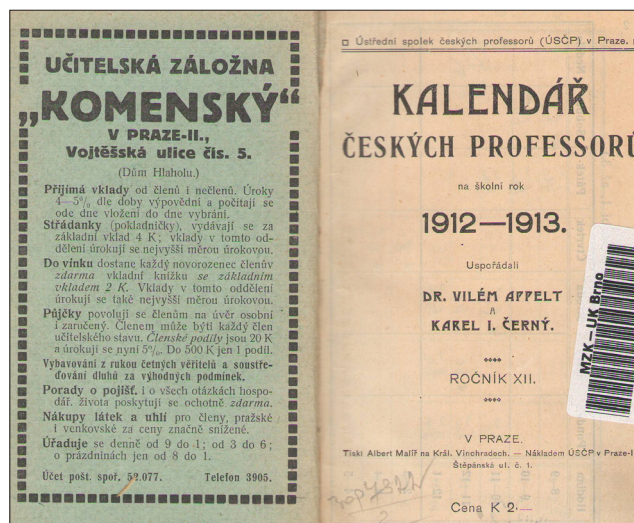 UČITELSKÁ ZÁLOŽNA
„KOMENSKÝ“
V PRAZE-II.,
Vojtěšská ulice čís. 5.
(Dům Hlaholu.)
Přijímá vklady od členů i nečlenů. Úroky
4—5% dle doby výpovědní a počítají se
ode dne vložení do dne vybrání.
Střádanky (pokladničky), vydávají se za
základní vklad 4 K; vklady v tomto od-
dělení úrokují se nejvyšší měrou úrokovou.
Do vínku dostane každý novorozenec členův
zdarma vkladní knížku se základním
vkladem 2 K. Vklady v tomto oddělení
úrokují se také nejvyšší měrou úrokovou.
Půjčky povolují se členům na úvěr osobní
i zaručený. Členem může býti každý člen
učitelského stavu. Členské podíly jsou 20 K
a úrokují se nyní 5%. Do 500 K jen 1 podíl.
Vybavování z rukou četných věřitelů a soustře-
ďování dluhů za výhodných podmínek.
Porady o pojišť. i o všech otázkách hospo-
dář. života poskytují se ochotně zdarma.
Nákupy látek a uhlí pro členy, pražské
i venkovské za ceny značně snížené.
Úřaduje se denně od 9 do 1; od 3 do 6;
o prázdninách jen od 8 do 1.
Účet pošt. spoř. 52.077. Telefon 3905.
Ústřední spolek českých professorů (ÚSČP) v Praze.
KALENDÁŘ
ČESKÝCH PROFESSORŮ
na školní rok
1912—1913.
Uspořádali
DR. VILÉM APPELT
A
KAREL I. ČERNÝ.
ROČNÍK XII.
V PRAZE.
Tiskl Albert Malíř na Král. Vinohradech. — Nákladem ÚSČP v Praze-I
Štěpánská ul. č. 1.
Cena K 2·—
MZK – UK Brno